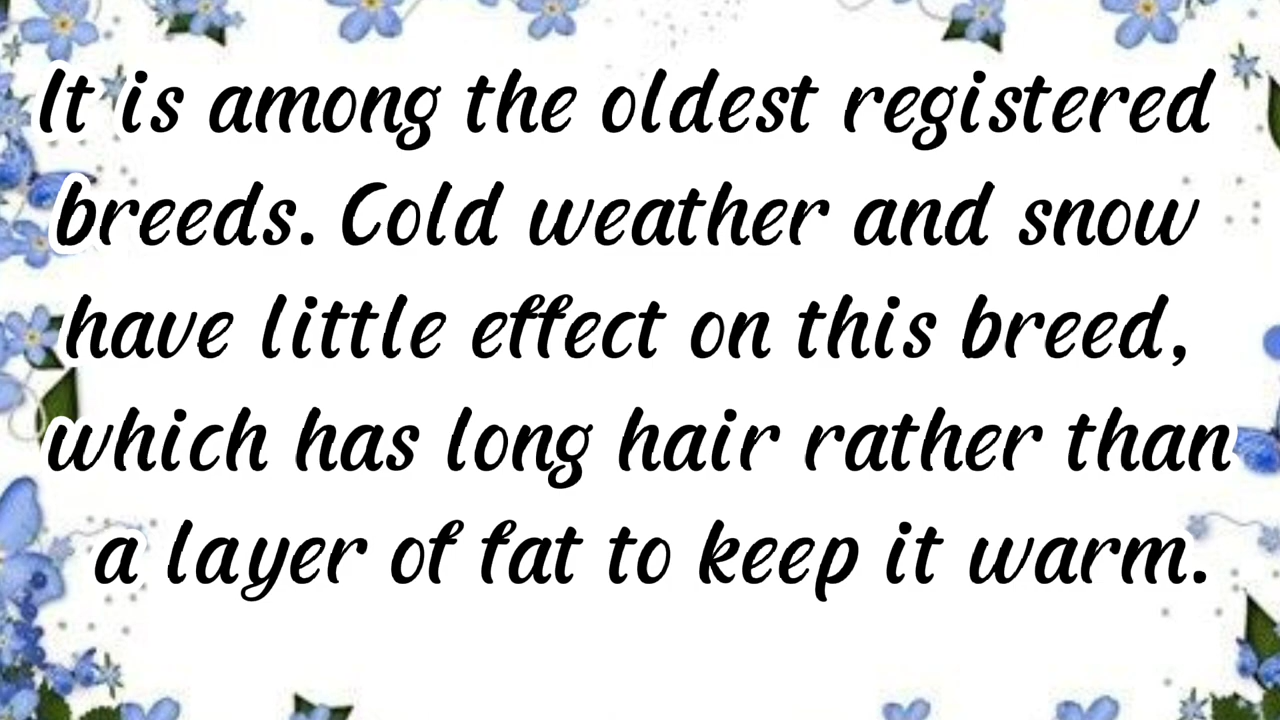 It is among the oldest registered
breeds. Cold weather and snow
have little effect on this breed,
which has long hair rather than
a layer of fat to keep it warm.